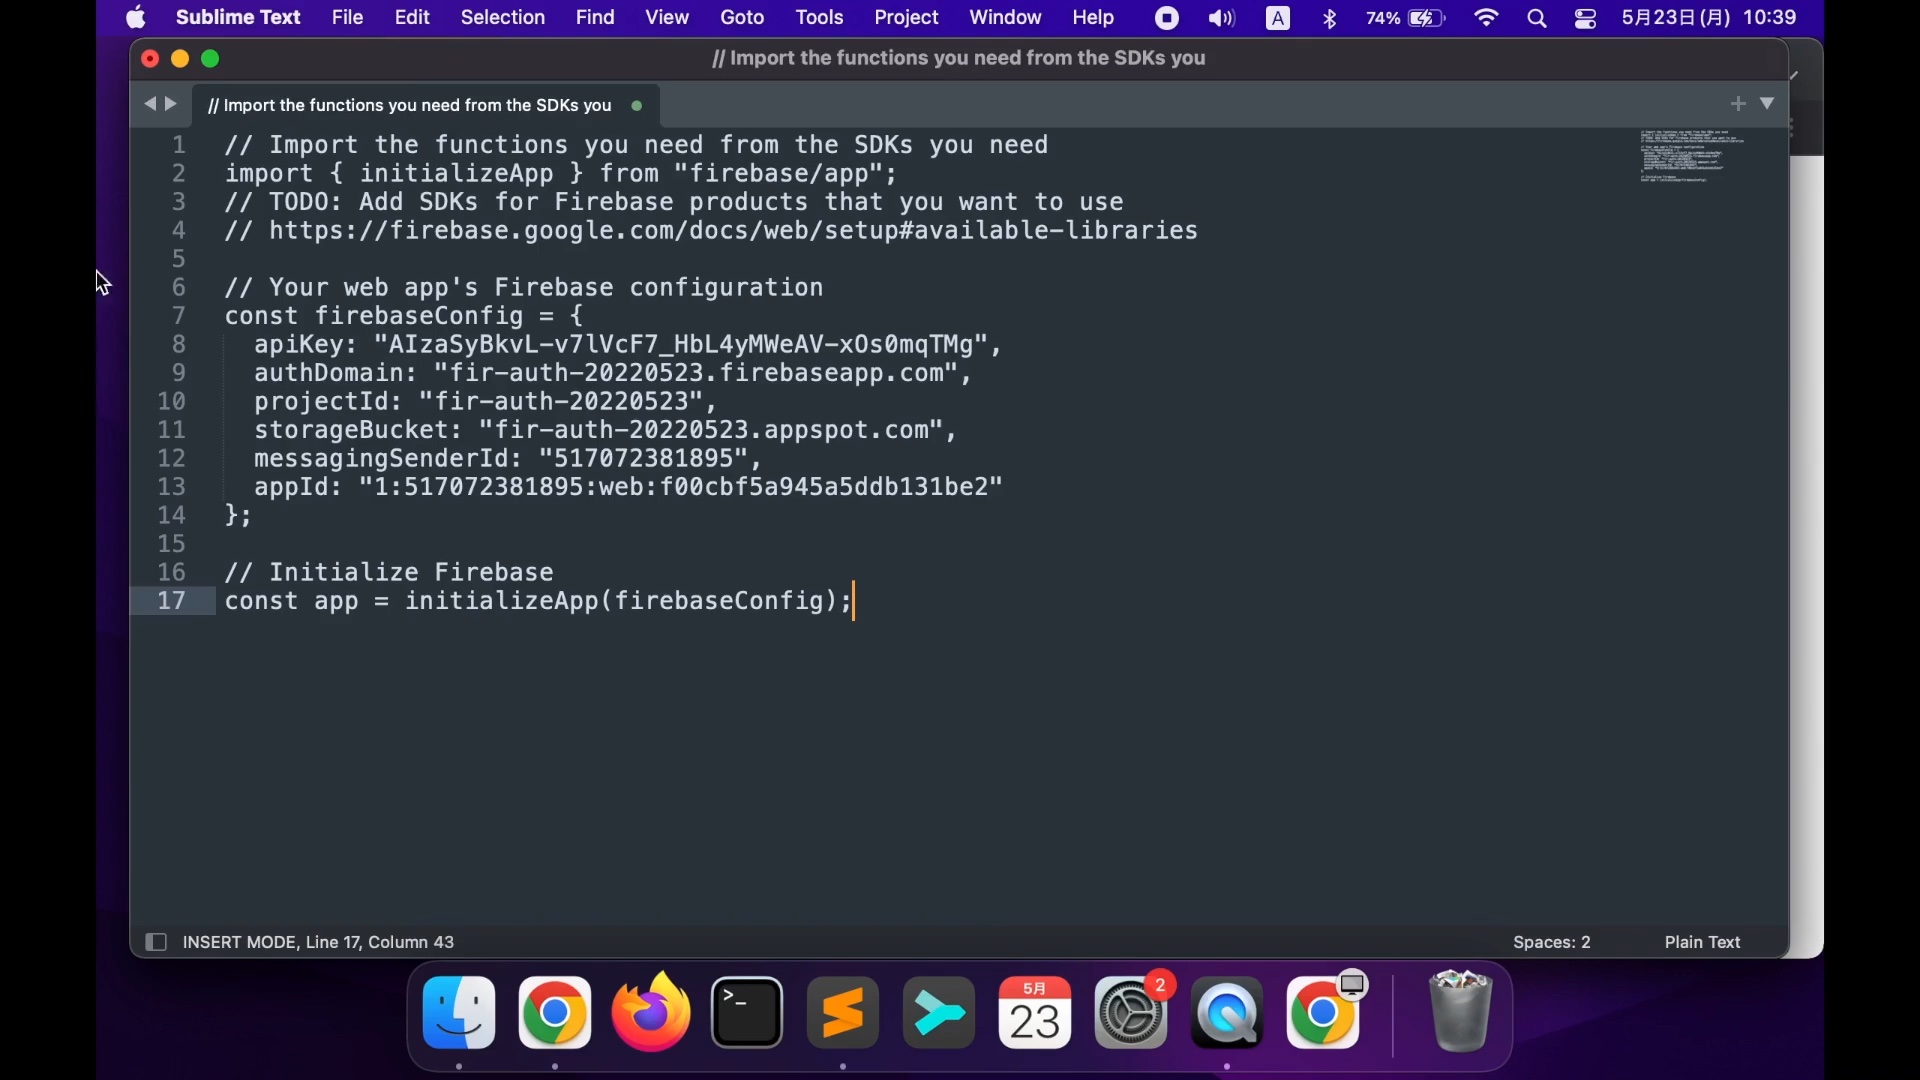 Sublime Text File Edit Selection Find View Goto Tools Project Window Help A 74% 5月23日(月) 10:39
// Import the functions you need from the SDKs you
// Import the functions you need from the SDKs you
1 // Import the functions you need from the SDKs you need
2 import { initializeApp } from "firebase/app";
3 // TODO: Add SDKs for Firebase products that you want to use
4 // https://firebase.google.com/docs/web/setup#available-libraries
5
6 // Your web app's Firebase configuration
7 const firebaseConfig = {
8 apiKey: "AIzaSyBkvL-v7lVcF7_HbL4yMWeAV-xOs0mqTMg",
9 authDomain: "fir-auth-20220523.firebaseapp.com",
10 projectId: "fir-auth-20220523",
11 storageBucket: "fir-auth-20220523.appspot.com",
12 messagingSenderId: "517072381895",
13 appId: "1:517072381895:web:f00cbf5a945a5ddb131be2"
14 };
15
16 // Initialize Firebase
17 const app = initializeApp(firebaseConfig);
INSERT MODE, Line 17, Column 43 Spaces: 2 Plain Text
>_
5月
23
2